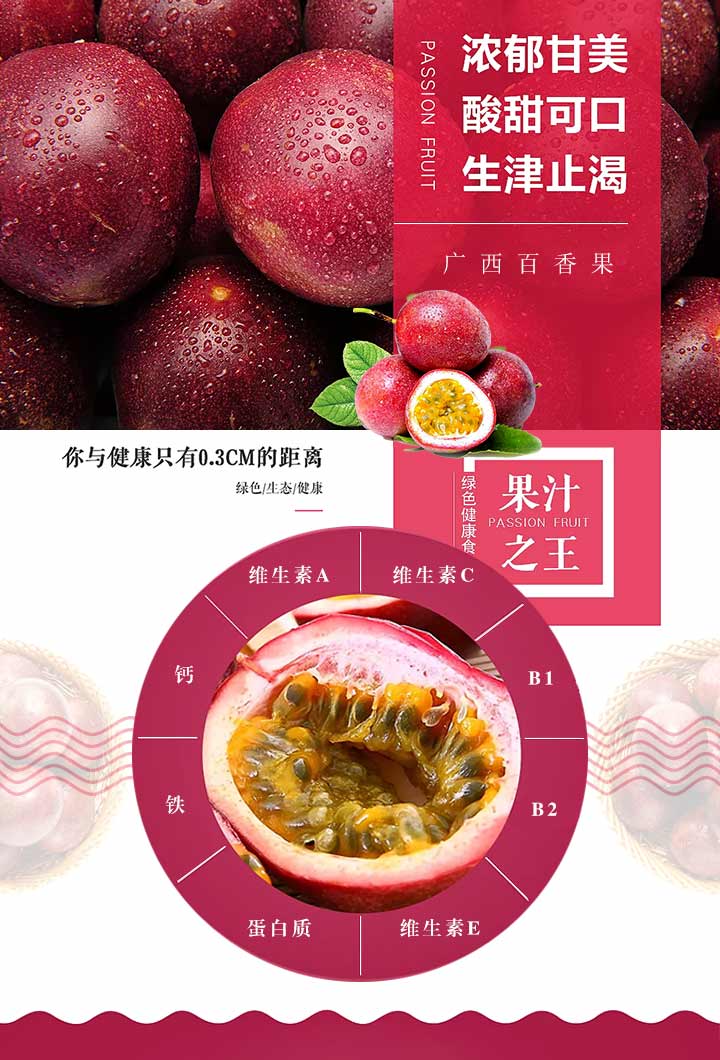 浓郁甘美
酸甜可口
生津止渴
PASSION FRUIT
广西百香果
你与健康只有0.3CM的距离
绿色/生态/健康
绿色健康食
果汁
PASSION FRUIT
之王
维生素A
维生素C
钙
B1
铁
B2
蛋白质
维生素E